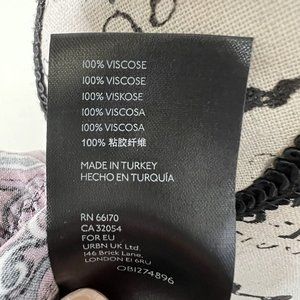 100% VISCOSE
100% VISCOSE
100% VISKOSE
100% VISCOSA
100% VISCOSA
100% 粘胶纤维
MADE IN TURKEY
HECHO EN TURQUÍA
RN 66170
CA 32054
FOR EU
URBN UK Ltd
146 Brick Lane,
LONDON E1 6RU
OB1274896